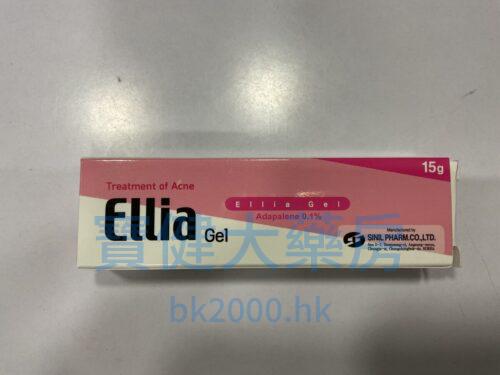 15g
Treatment of Acne
Ellia Gel
Adapalene 0.1%
Ellia Gel
Manufactured by
SINIL PHARM.CO.,LTD.
寶健大藥房
bk2000.hk